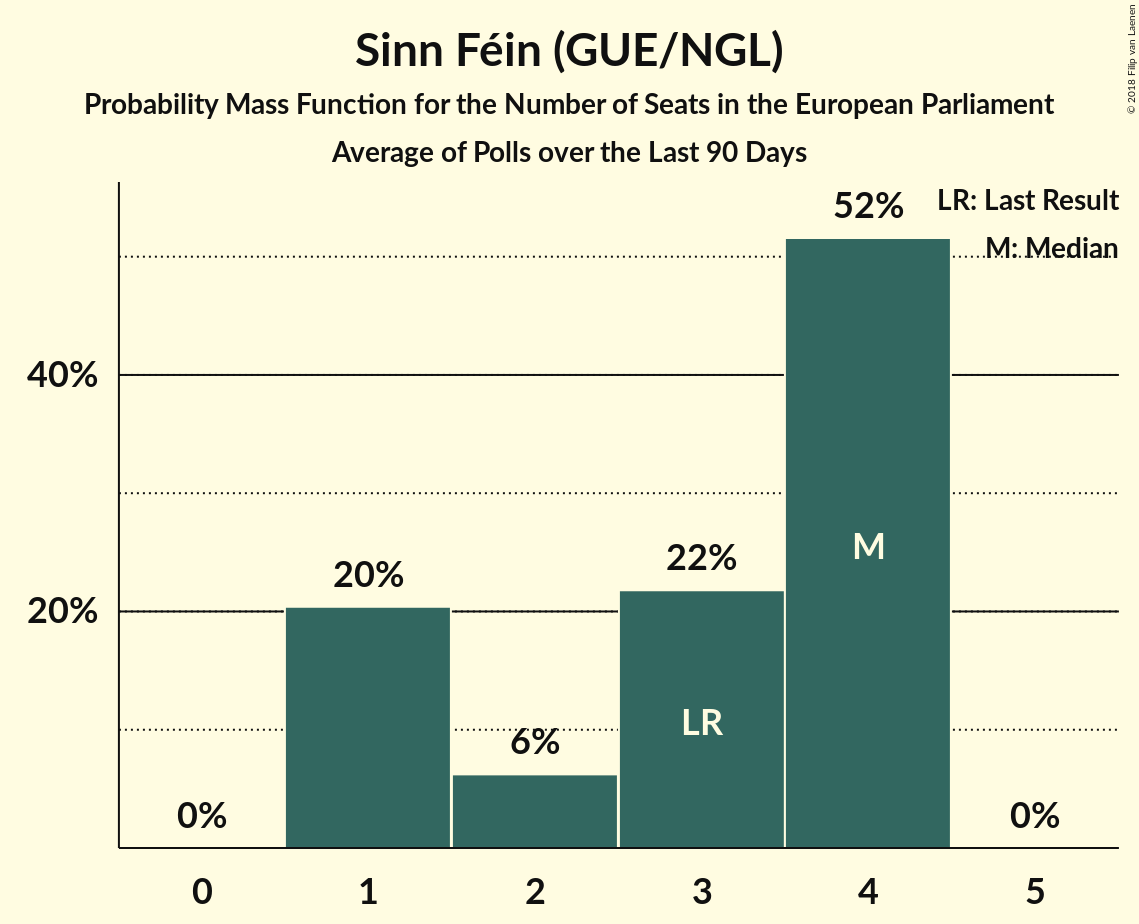 Sinn Féin (GUE/NGL)
Probability Mass Function for the Number of Seats in the European Parliament
Average of Polls over the Last 90 Days
© 2018 Filip van Laenen
LR: Last Result
M: Median
52%
40%
M
22%
20%
20%
LR
6%
0%
0%
0 1 2 3 4 5